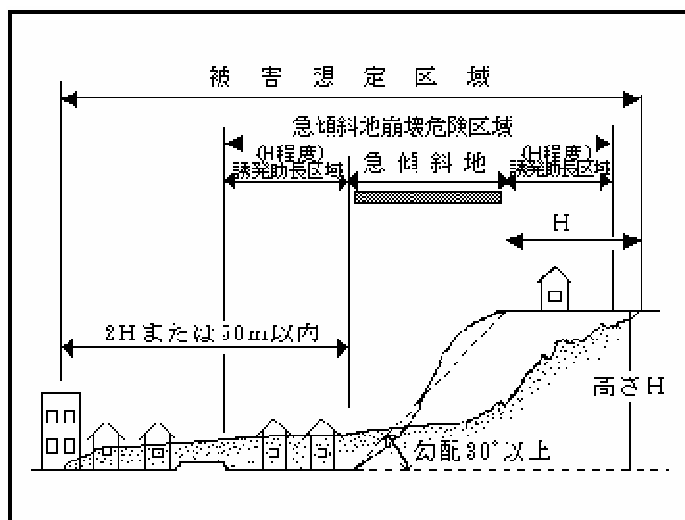 被害想定区域
急傾斜地崩壊危険区域
(H程度)
誘発助長区域
急傾斜地
(H程度)
誘発助長区域
H
2Hまたは50m以内
高さH
勾配30°以上